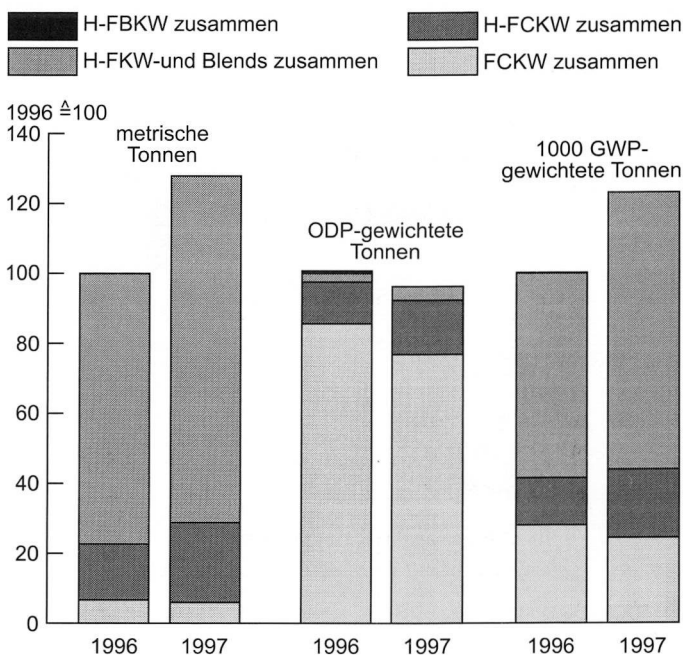 H-FBKW zusammen
H-FCKW zusammen
H-FKW-und Blends zusammen
FCKW zusammen
1996 ≙100
140
120
100
80
60
40
20
0
metrische
Tonnen
ODP-gewichtete
Tonnen
1000 GWP-
gewichtete Tonnen
1996 1997 1996 1997 1996 1997